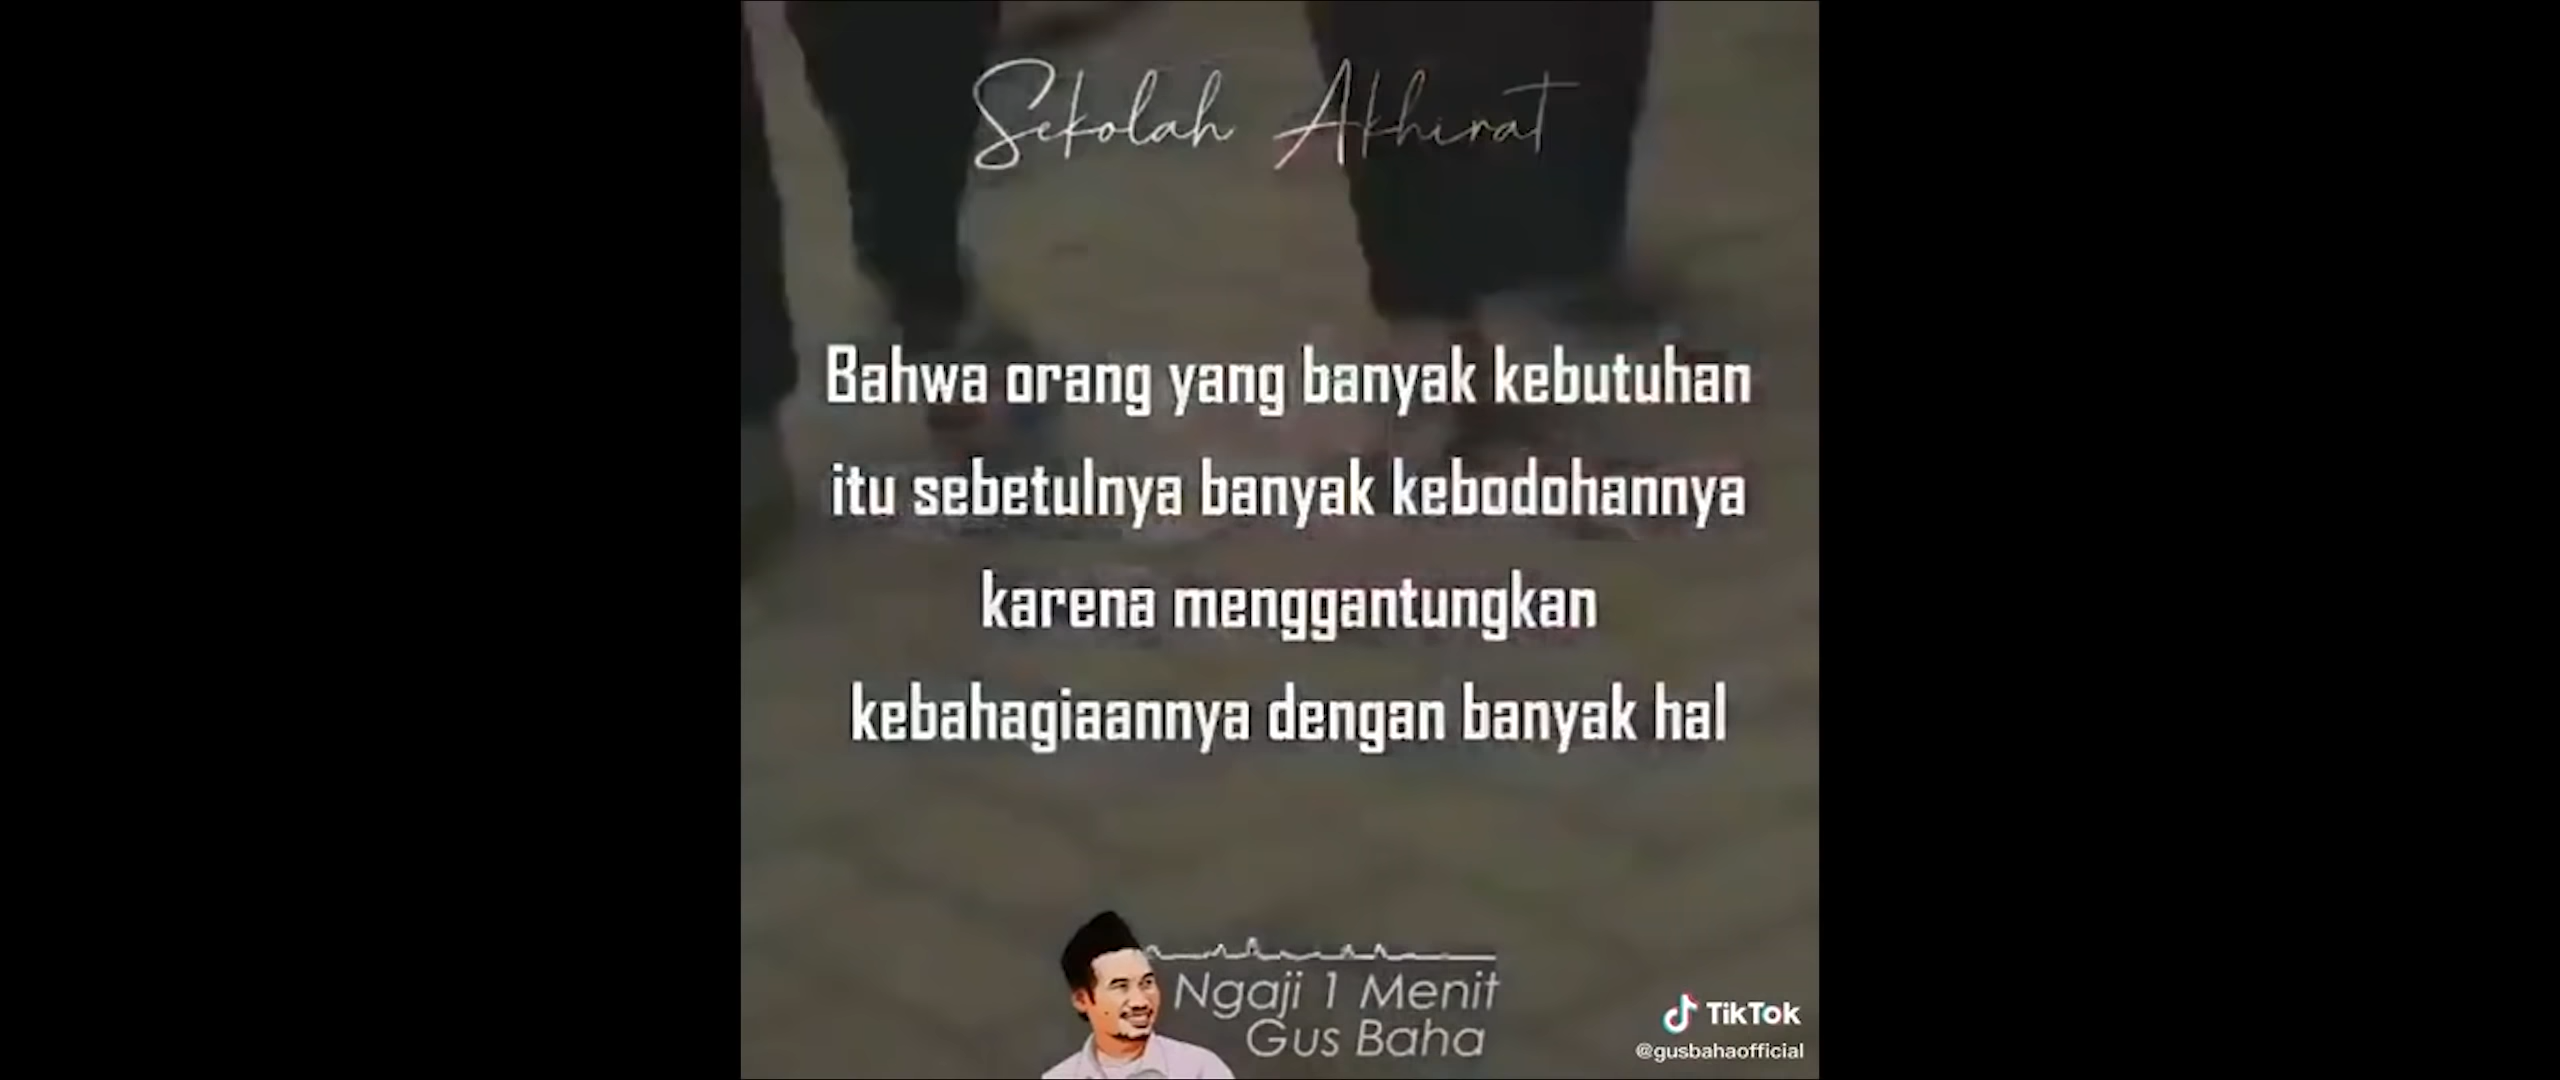 Sekolah Akhirat
Bahwa orang yang banyak kebutuhan
itu sebetulnya banyak kebodohannya
karena menggantungkan
kebahagiaannya dengan banyak hal
Ngaji 1 Menit
Gus Baha
TikTok
@gusbahaofficial